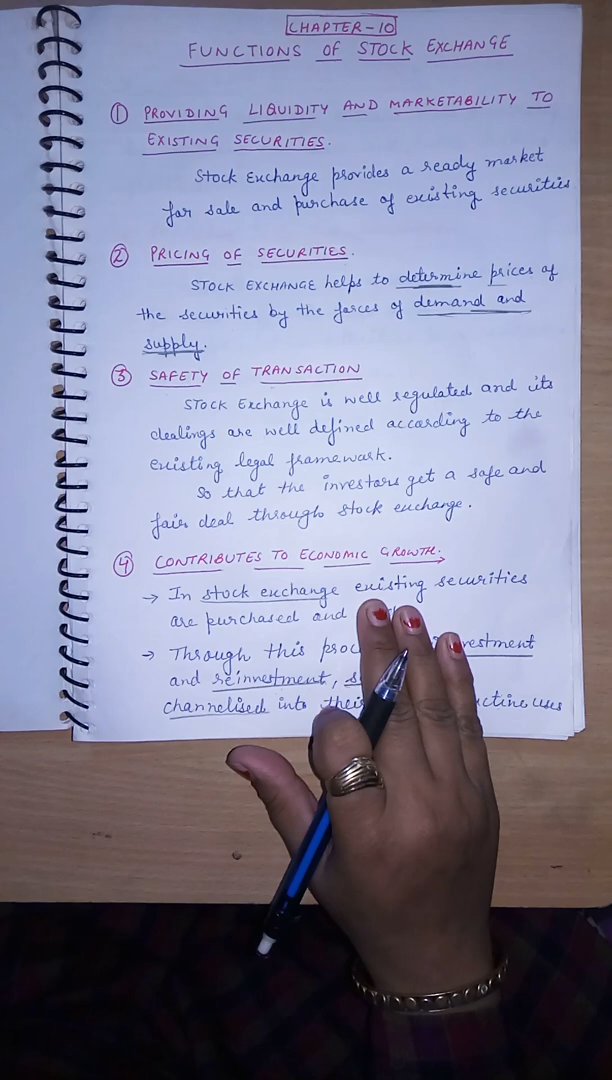 CHAPTER-10
FUNCTIONS OF STOCK EXCHANGE
① PROVIDING LIQUIDITY AND MARKETABILITY TO
EXISTING SECURITIES.
Stock Exchange provides a ready market
for sale and purchase of existing securities
② PRICING OF SECURITIES.
STOCK EXCHANGE helps to determine prices of
the securities by the forces of demand and
supply.
③ SAFETY OF TRANSACTION
STOCK Exchange is well regulated and its
dealings are well defined according to the
existing legal framework.
So that the investors get a safe and
fair deal through stock exchange.
④ CONTRIBUTES TO ECONOMIC GROWTH.
→ In stock exchange existing securities
are purchased and
→ Through this
and reinvestment,
channelised into uses